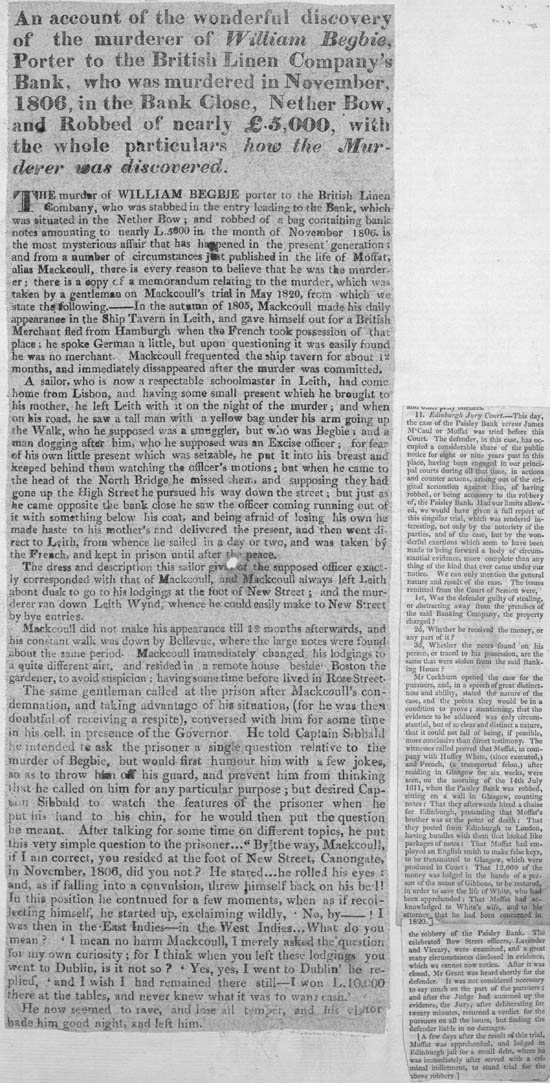 An account of the wonderful discovery
of the murderer of William Begbie,
Porter to the British Linen Company's
Bank, who was murdered in November,
1806, in the Bank Close, Nether Bow,
and Robbed of nearly £.5,000, with
the whole particulars how the Mur-
derer was discovered.
THE murder of WILLIAM BEGBIE porter to the British Linen
Company, who was stabbed in the entry leading to the Bank, which
was situated in the Nether Bow; and robbed of a bag containing bank
notes amounting to nearly L.5000 in the month of November 1806. is
the most mysterious affair that has happened in the present generation:
and from a number of circumstances just published in the life of Moffat,
alias Mackcoull, there is every reason to believe that he was the murder-
er; there is a copy of a memorandum relating to the murder, which was
taken by a gentleman on Mackcoull's trial in May 1820, from which we
state the following.——In the autumn of 1805, Mackcoull made his daily
appearance in the Ship Tavern in Leith, and gave himself out for a British
Merchant fled from Hamburgh when the French took possession of that
place; he spoke German a little, but upon questioning it was easily found
he was no merchant. Mackcoull frequented the ship tavern for about 12
months, and immediately dissappeared after the murder was committed.
A sailor, who is now a respectable schoolmaster in Leith, had come
home from Lisbon, and having some small present which he brought to
his mother, he left Leith with it on the night of the murder; and when
on his road, he saw a tall man with a yellow bag under his arm going up
the Walk, who he supposed was a smuggler, but who was Begbie; and a
man dogging after him, who he supposed was an Excise officer; for fear
of his own little present which was seizable, he put it into his breast and
keeped behind them watching the officer's motions; but when he came to
the head of the North Bridge he missed them, and supposing they had
gone up the High Street he pursued his way down the street; but just as
he came opposite the bank close he saw the officer coming running out of
it with something below his coat, and being afraid of losing his own he
made haste to his mother's and delivered the present, and then went di-
rect to Leith, from whence he sailed in a day or two, and was taken by
the French, and kept in prison until after the peace.
The dress and description this sailor give of the supposed officer exact-
ly corresponded with that of Mackcoull, and Mackcoull always left Leith
about dusk to go to his lodgings at the foot of New Street; and the mur-
derer ran down Leith Wynd, whence he could easily make to New Street
by bye entries.
Mackcoull did not make his appearance till 12 months afterwards, and
his constant walk was down by Bellevue, where the large notes were found
about the same period. Mackcoull immediately changed his lodgings to
a quite different airt, and resided in a remote house beside Boston the
gardener, to avoid suspicion; having some time before lived in Rose Street.
The same gentleman called at the prison after Mackcoull's con-
demnation, and taking advantage of his situation, (for he was then
doubtful of receiving a respite), conversed with him for some time
in his cell. in presence of the Governor. He told Captain Sibbald
he intended to ask the prisoner a single question relative to the
murder of Begbie, but would first humour him with a few jokes,
so as to throw him off his guard, and prevent him from thinking
that he called on him for any particular purpose; but desired Cap-
tain Sibbald to watch the features of the prisoner when he
put his hand to his chin, for he would then put the question
he meant. After talking for some time on different topics, he put
this very simple question to the prisoner..." By the way, Mackcoull,
if I am correct, you resided at the foot of New Street, Canongate,
in November, 1806, did you not? He stared...he rolled his eyes:
and, as if falling into a convulsion, threw himself back on his bed!
In this position he contnued for a few moments, when as if recol-
lecting himself, he started up, exclaiming wildly, ' No, by——! I
was then in the East Indies—in the West Indies...What do you
mean? ' I mean no harm Mackcoull, I merely asked the question
for my own curiosity; for I think when you left these lodgings you
went to Dublin, is it not so? ' Yes, yes, I went to Dublin' he re-
plied, ' and I wish I had remained there still—I won L.10,000
there at the tables, and never knew what it was to want cash.'
He now seemed to rave, and lose all temper, and his visitor
bade him good night, and left him.
11. Edinburgh Jury Court.—This day,
the case of the Paisley Bank versus James
M'Caul or Moffat was tried before this
Court. The defender, in this case, has oc-
cupied a considerable share of the public
notice for eight or nine years past in this
place, having been engaged in our princi-
pal courts during all that time, in actions
and counter actions, arising out of the ori-
ginal accusation against him, of having
robbed, or being accessory to the robbery
of, the Paisley Bank. Had our limits allow-
ed, we would have given a full report of
this singular trial, which was rendered in-
teresting, not only by the notoriety of the
parties, and of the case, but by the won-
derful exertions which seem to have been
made to bring forward a body of circum-
stantial evidence, more complete than any
thing of the kind that ever came under our
notice. We can only mention the general
nature and result of the case. The issues
remitted from the Court of Session were,
1st, Was the defender guilty of stealing,
or abstracting away from the premises of
the said Banking Company, the property
charged?
2d, Whether he received the money, or
any part of it?
3d, Whether the notes found on his
person, or traced to his possession, are the
same that were stolen from the said Bank-
ing House?
Mr Cockburn opened the case for the
pursuers, and, in a speech of great distinct-
ness and ability, stated the nature of the
case, and the points they would be in a
condition to prove; mentioning, that the
evidence to be adduced was only circum-
stantial, but of so clear and distinct a nature,
that it could not fail of being, if possible,
more conclusive than direct testimony. The
witnesses called proved that Moffat, in com-
pany with Huffey White, (since executed),
and French, (a transported felon,) after
residing in Glasgow for six weeks, were
seen, on the morning of the 14th July
1811, when the Paisley Bank was robbed,
sitting on a wall in Glasgow, counting
notes: That they afterwards hired a chaise
for Edinburgh, pretending that Moffat's
brother was at the point of death: That
they posted from Edinburgh to London,
having bundles with them that looked like
packages of notes: That Moffat had em-
ployed an English smith to make false keys,
to be transmitted to Glasgow, which were
produced in Court: That 12,000 of the
money was lodged in the hands of a per-
son of the name of Gibbons, to be restored,
in order to save the life of White, who had
been apprehended: That Moffat had ac-
knowledged to White's wife, and to his
attorney, that he had been concerned in
1820.]
the robbery of the Paisley Bank. The
celebrated Bow Street officers, Lavender
and Vickery, were examined, and a great
many circumstances disclosed in evidence,
which we cannot now notice. After it was
closed, Mr Grant was heard shortly for the
defender. It was not considered necessary
to say much on the part of the pursuers;
and after the Judge had summed up the
evidence, the Jury, after deliberating for
twenty minutes, returned a verdict for the
pursuers on all the issues, but finding the
defender liable in no damages.
[A few days after the result of this trial,
Moffat was apprehended, and lodged in
Edinburgh jail for a small debt, where he
was immediately after served with a cri-
minal indictment, to stand trial for the
above robbery.]